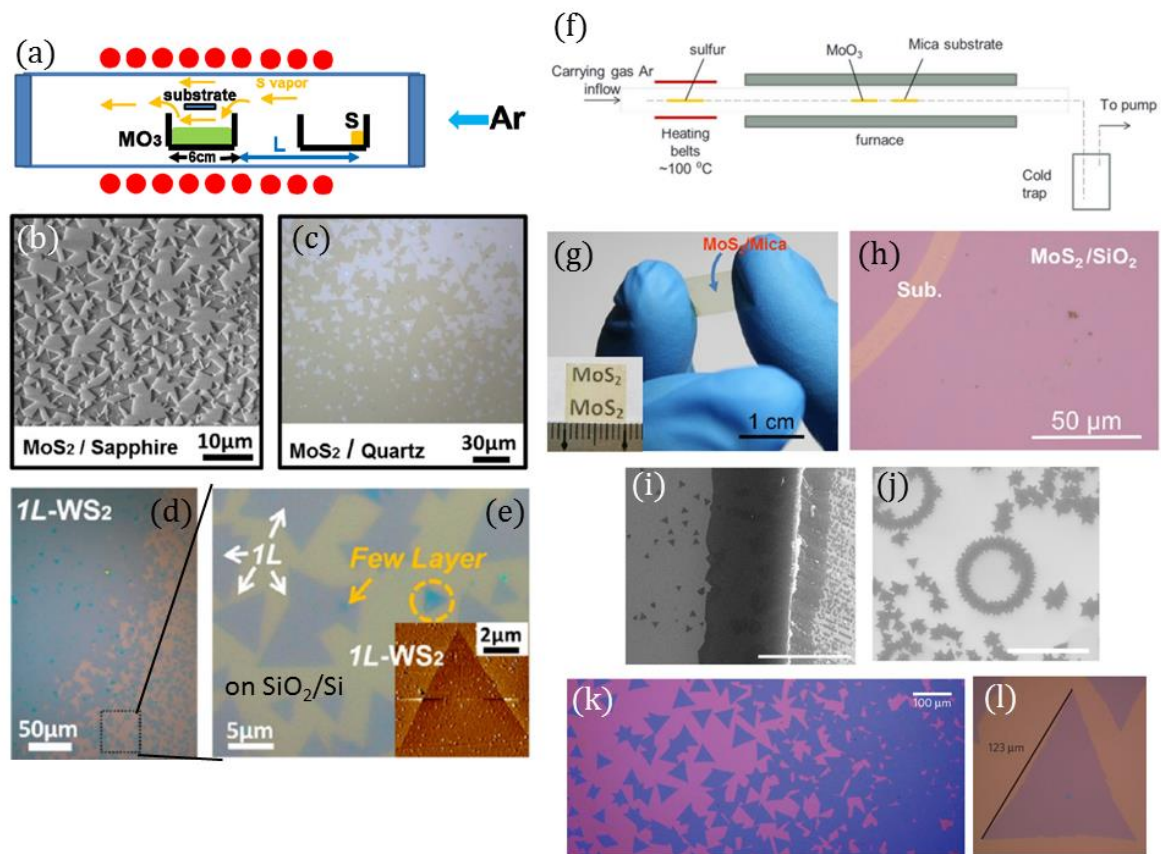 (a)
S vapor
substrate
MO3
S
6cm
L
Ar
(b)
MoS2 / Sapphire
10μm
(c)
MoS2 / Quartz
30μm
(d)
1L-WS2
50μm
(e)
1L
Few Layer
on SiO2/Si
5μm
1L-WS2
2μm
(f)
sulfur
MoO3
Mica substrate
Carrying gas Ar
inflow
To pump
Heating
belts
~100 °C
furnace
Cold
trap
(g)
MoS2/Mica
MoS2
MoS2
1 cm
(h)
MoS2/SiO2
Sub.
50 μm
(i)
(j)
(k)
100 μm
(l)
123 μm